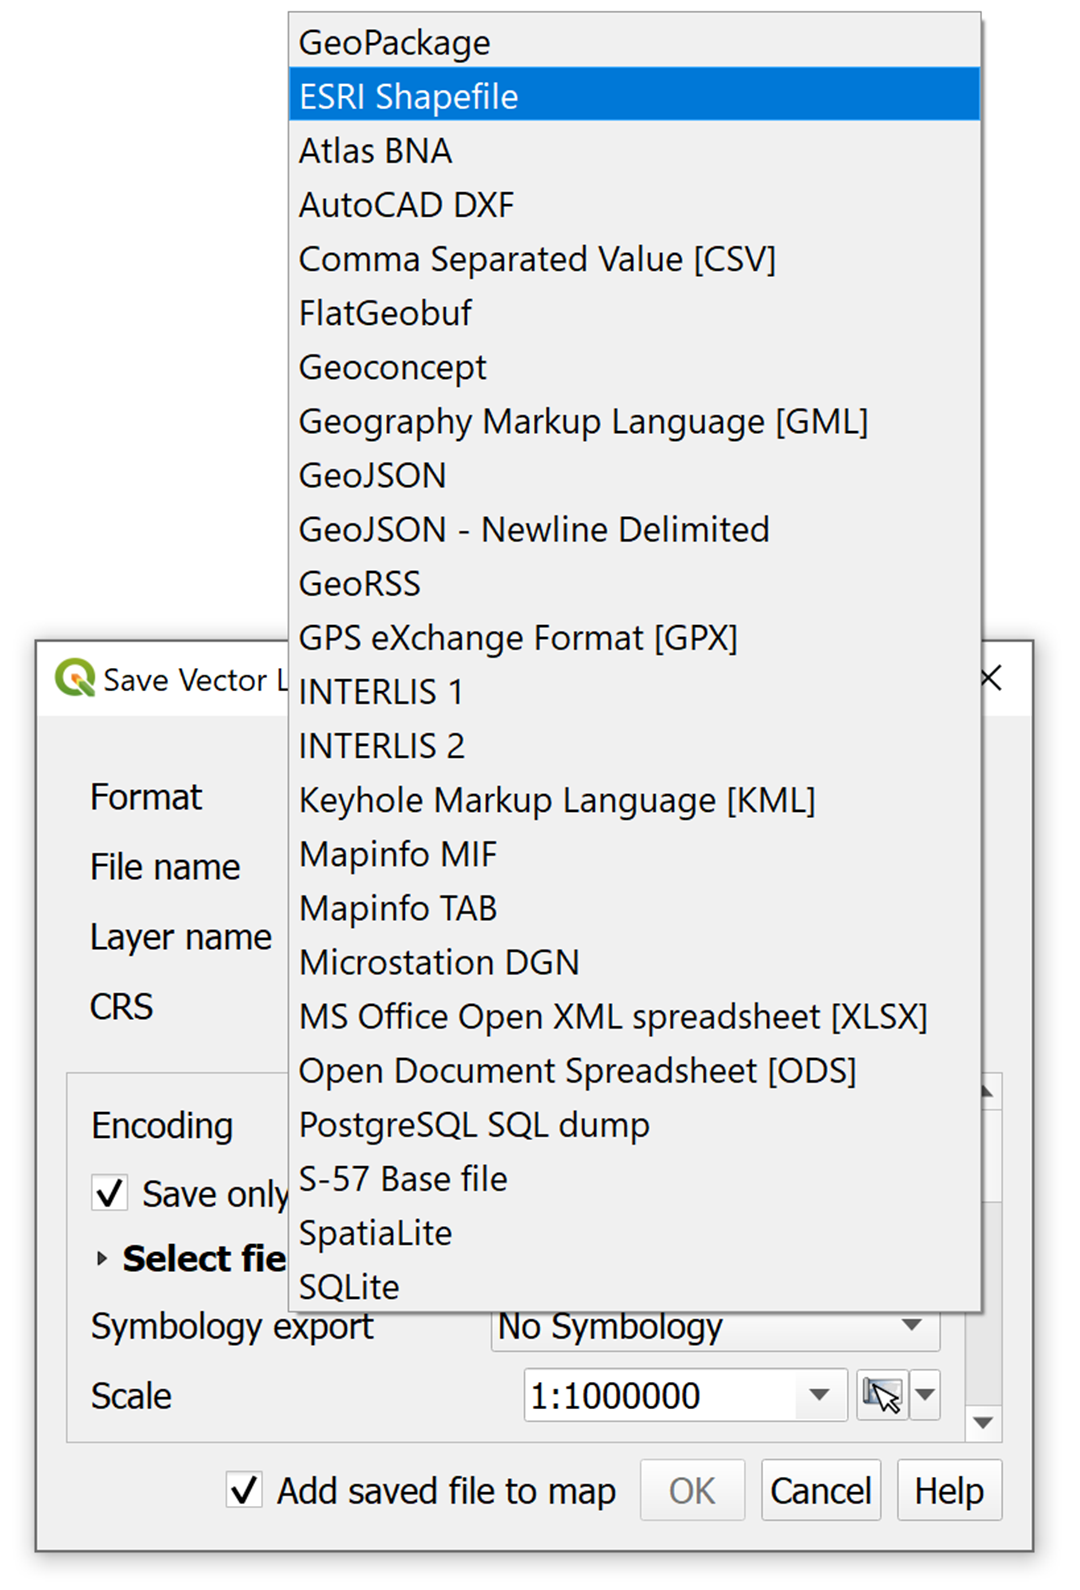 GeoPackage
ESRI Shapefile
Atlas BNA
AutoCAD DXF
Comma Separated Value [CSV]
FlatGeobuf
Geoconcept
Geography Markup Language [GML]
GeoJSON
GeoJSON - Newline Delimited
GeoRSS
GPS eXchange Format [GPX]
INTERLIS 1
INTERLIS 2
Keyhole Markup Language [KML]
Mapinfo MIF
Mapinfo TAB
Microstation DGN
MS Office Open XML spreadsheet [XLSX]
Open Document Spreadsheet [ODS]
PostgreSQL SQL dump
S-57 Base file
SpatiaLite
SQLite
Save Vector L
Format
File name
Layer name
CRS
Encoding
Save only
Select fie
Symbology export No Symbology
Scale 1:1000000
Add saved file to map OK Cancel Help